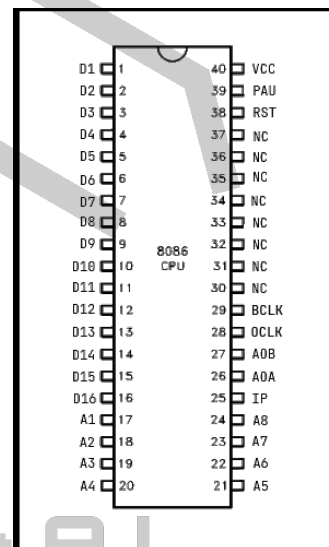 D1 1 40 VCC
D2 2 39 PAU
D3 3 38 RST
D4 4 37 NC
D5 5 36 NC
D6 6 35 NC
D7 7 34 NC
D8 8 33 NC
D9 9 32 NC
8086
D10 10 31 NC
CPU
D11 11 30 NC
D12 12 29 BCLK
D13 13 28 OCLK
D14 14 27 AOB
D15 15 26 AOA
D16 16 25 IP
A1 17 24 A8
A2 18 23 A7
A3 19 22 A6
A4 20 21 A5